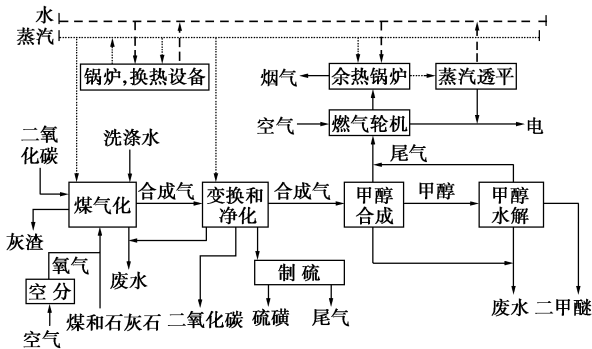 水
蒸汽
锅炉,换热设备
烟气
余热锅炉
蒸汽透平
空气
燃气轮机
电
二氧
化碳
洗涤水
尾气
煤气化
合成气
变换和
净化
合成气
甲醇
合成
甲醇
甲醇
水解
灰渣
氧气
空分
空气
废水
煤和石灰石
二氧化碳
制硫
硫磺
尾气
废水
二甲醚